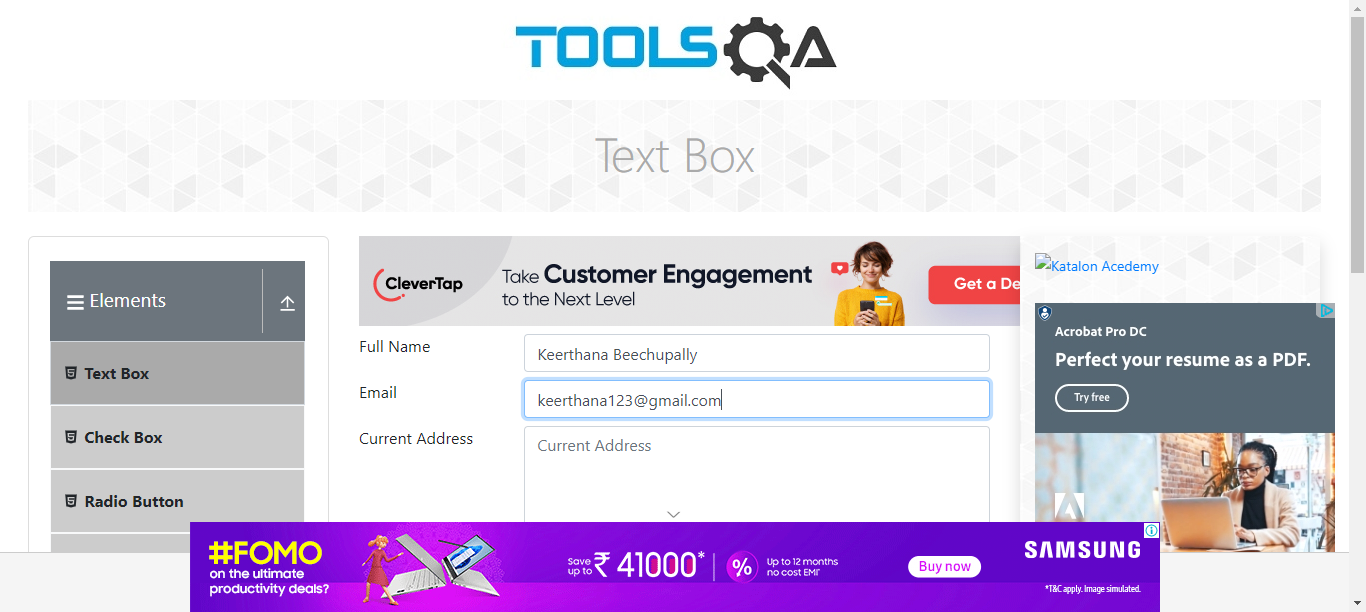 TOOLSQA
Text Box
Elements
Text Box
Check Box
Radio Button
CleverTap
Take Customer Engagement
to the Next Level
Get a De
Full Name
Keerthana Beechupally
Email
keerthana123@gmail.com
Current Address
Current Address
Katalon Acedemy
Acrobat Pro DC
Perfect your resume as a PDF.
Try free
#FOMO
on the ultimate
productivity deals?
Save
up to ₹ 41000*
%
Up to 12 months
no cost EMI^
Buy now
SAMSUNG
*T&C apply. Image simulated.